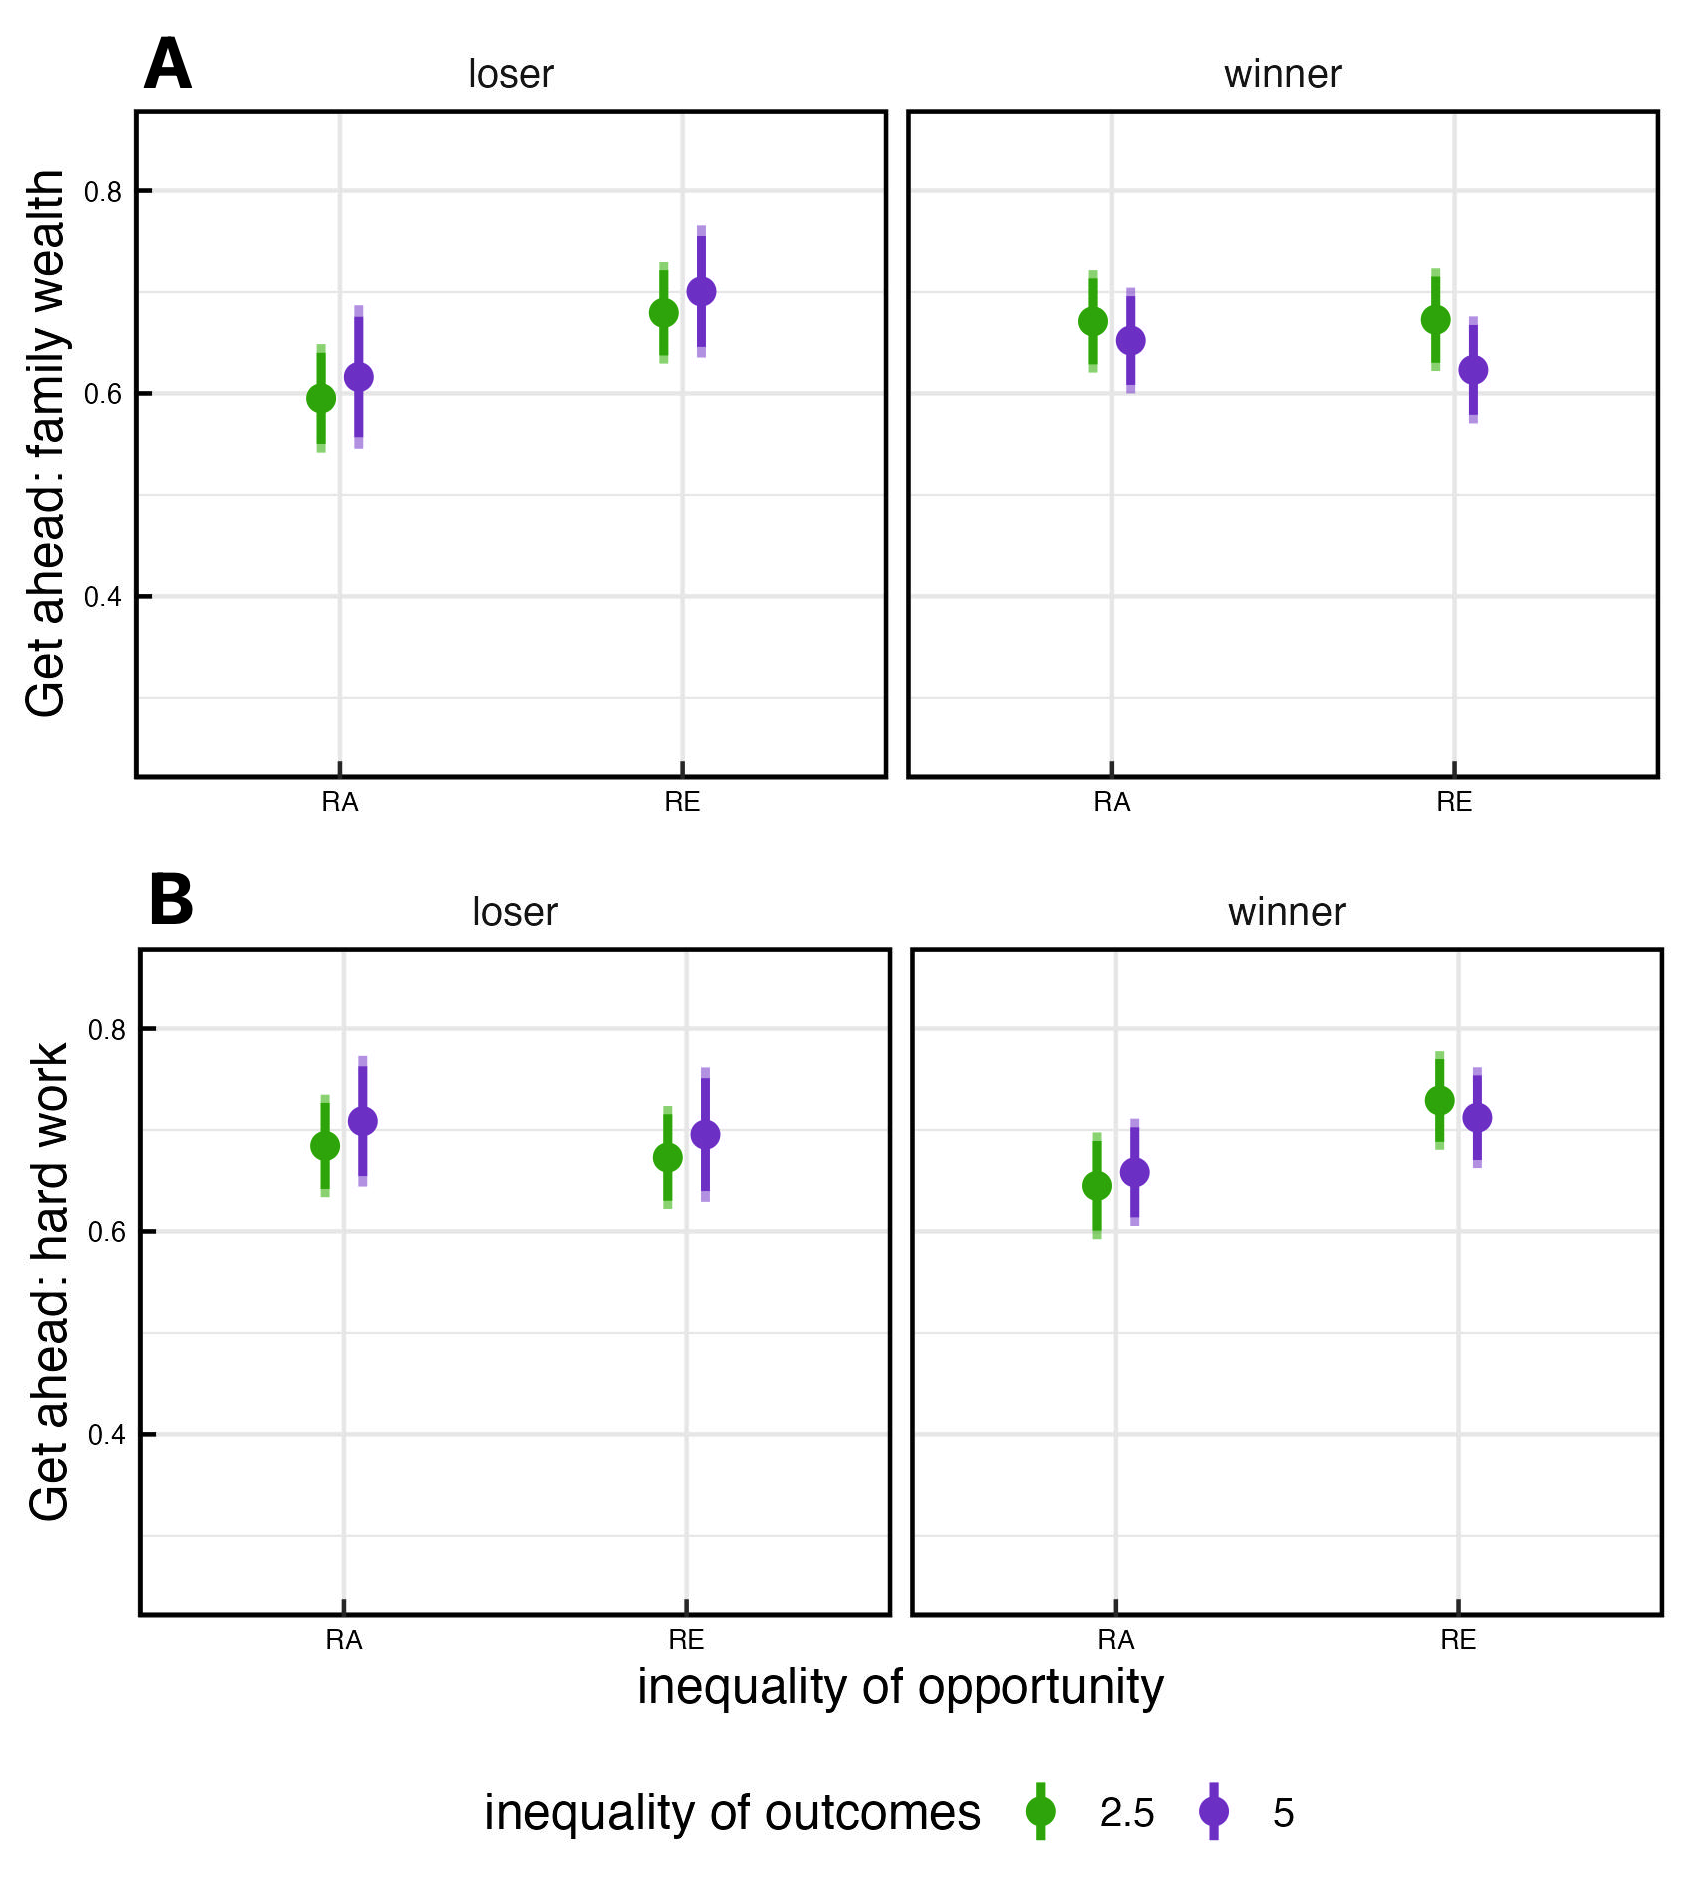 A
loser
winner
Get ahead: family wealth
0.8
0.6
0.4
RA
RE
RA
RE
B
loser
winner
Get ahead: hard work
0.8
0.6
0.4
RA
RE
RA
RE
inequality of opportunity
inequality of outcomes 2.5 5